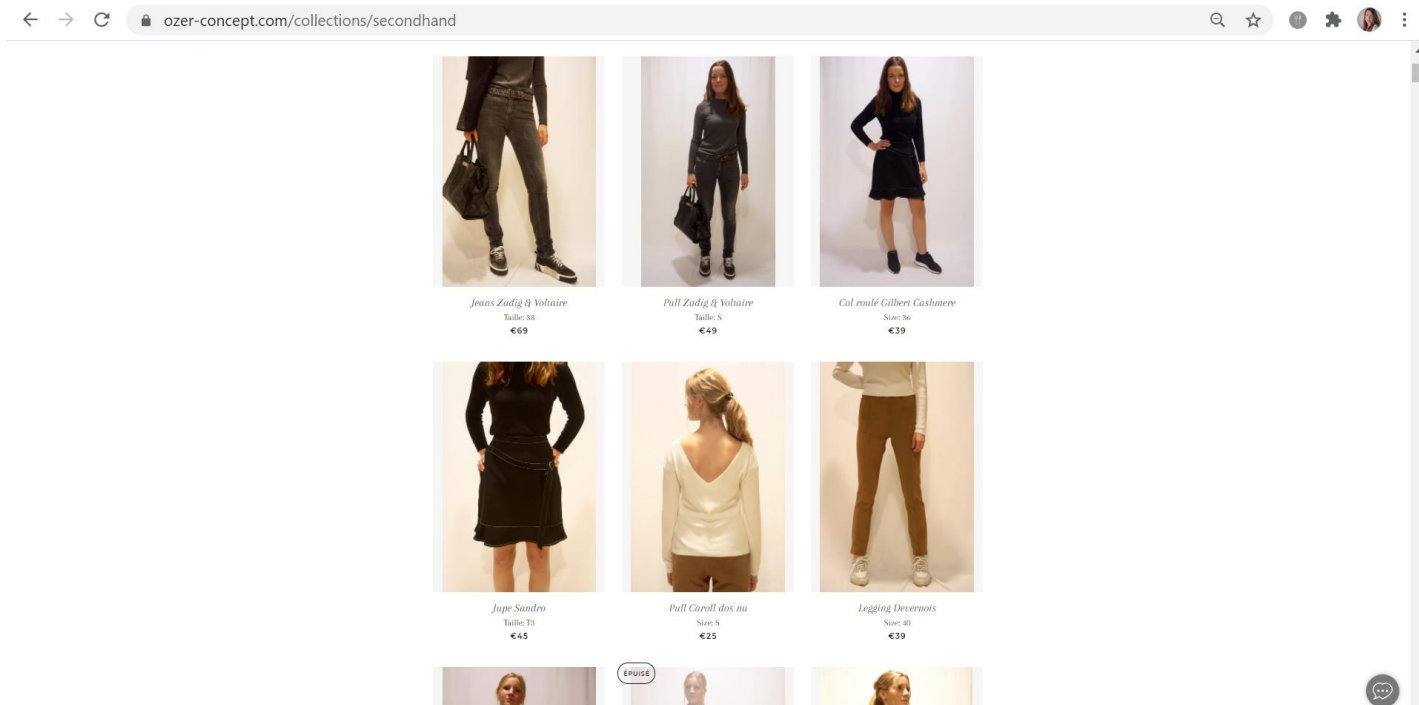 ozer-concept.com/collections/secondhand
Jeans Zadig & Voltaire
Taille: 38
€69
Pull Zadig & Voltaire
Taille: S
€49
Col roulé Gilbert Cashmere
Size: 36
€39
Jupe Sandro
Taille: T3
€45
Pull Caroll dos nu
Size: S
€25
Legging Devernois
Size: 40
€39
ÉPUISÉ